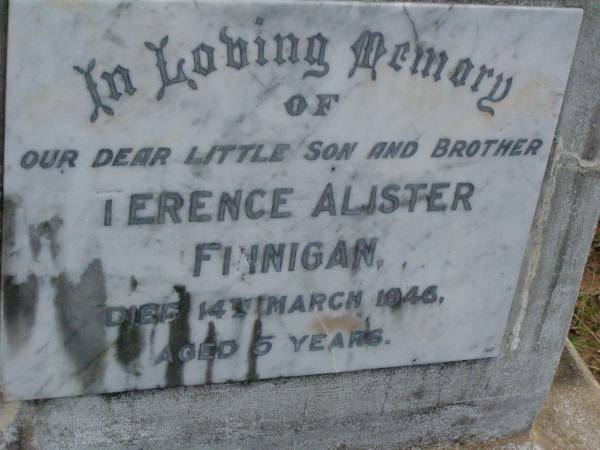 In Loving Memory
OF
OUR DEAR LITTLE SON AND BROTHER
TERENCE ALISTER
FINNIGAN,
DIED 14TH MARCH 1946,
AGED 5 YEARS.